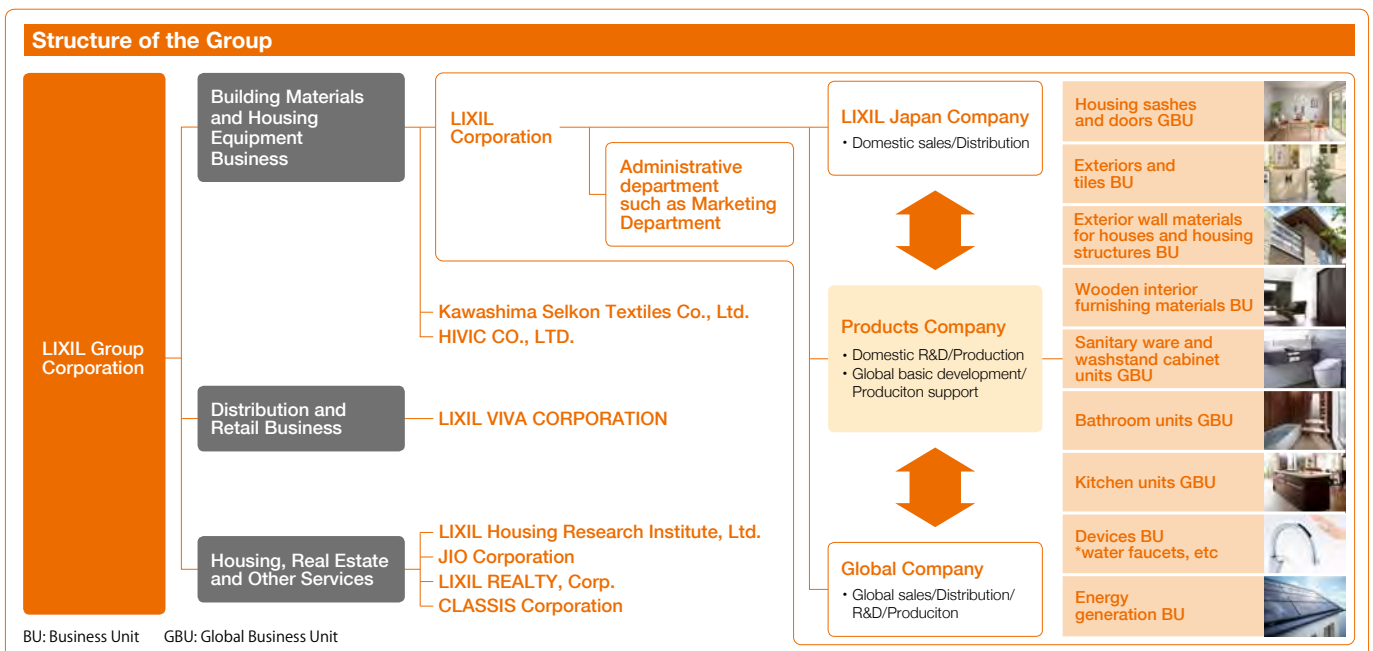 Structure of the Group
LIXIL Group
Corporation
Building Materials
and Housing
Equipment
Business
LIXIL
Corporation
Administrative
department
such as Marketing
Department
Kawashima Selkon Textiles Co., Ltd.
HIVIC CO., LTD.
Distribution and
Retail Business
LIXIL VIVA CORPORATION
Housing, Real Estate
and Other Services
LIXIL Housing Research Institute, Ltd.
JIO Corporation
LIXIL REALTY, Corp.
CLASSIS Corporation
LIXIL Japan Company
• Domestic sales/Distribution
Products Company
• Domestic R&D/Production
• Global basic development/
Produciton support
Global Company
• Global sales/Distribution/
R&D/Produciton
Housing sashes
and doors GBU
Exteriors and
tiles BU
Exterior wall materials
for houses and housing
structures BU
Wooden interior
furnishing materials BU
Sanitary ware and
washstand cabinet
units GBU
Bathroom units GBU
Kitchen units GBU
Devices BU
*water faucets, etc
Energy
generation BU
BU: Business Unit GBU: Global Business Unit